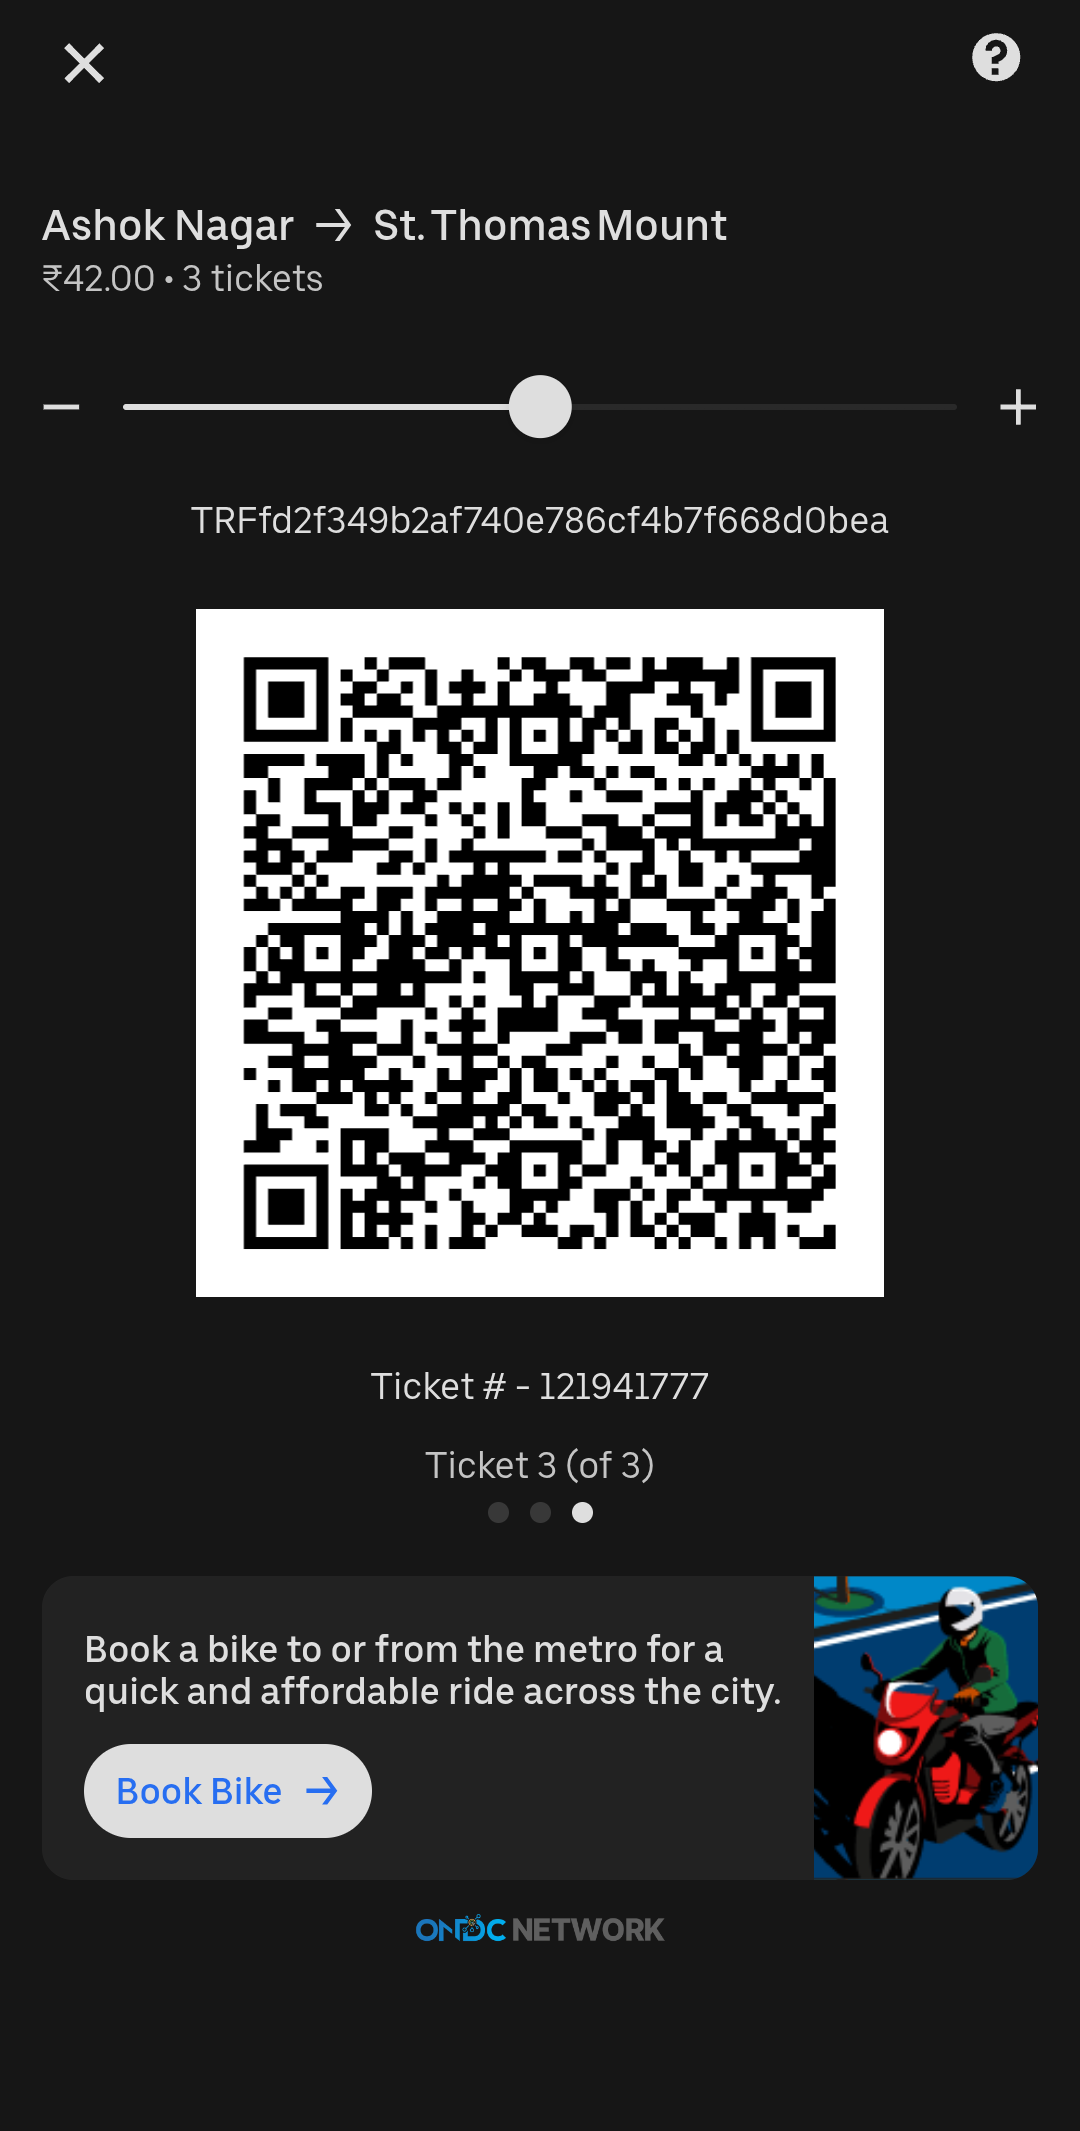 Ashok Nagar → St. Thomas Mount
₹42.00 • 3 tickets
TRFfd2f349b2af740e786cf4b7f668d0bea
Ticket # - 121941777
Ticket 3 (of 3)
Book a bike to or from the metro for a
quick and affordable ride across the city.
Book Bike →
ONDC NETWORK